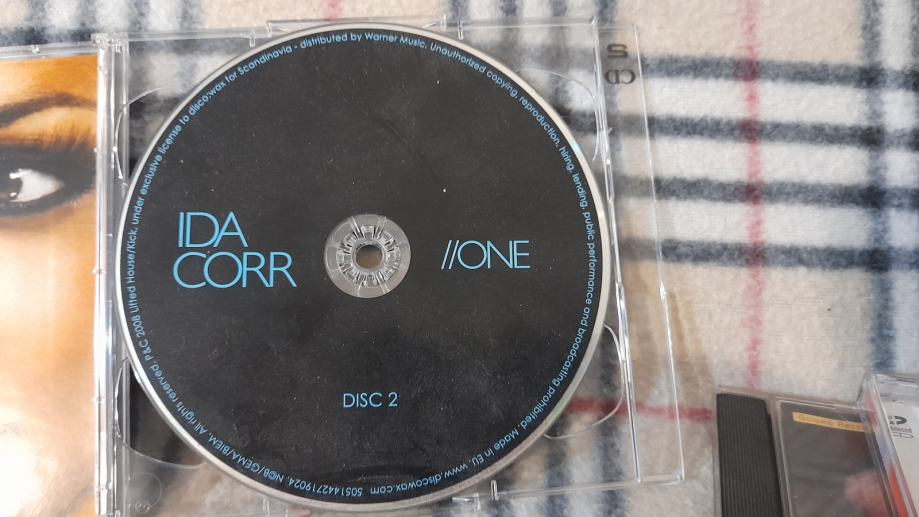 IDA
CORR
//ONE
DISC 2
P&C 2008 Lifted House/Kick, under exclusive license to disco:wax for Scandinavia - distributed by Warner Music. Unauthorized copying, reproduction, hiring, lending, public performance and broadcasting prohibited. Made in EU. www.discowax.com 5051442719024. N©B/GEMA/BIEM. All rights reserved.
2
CD